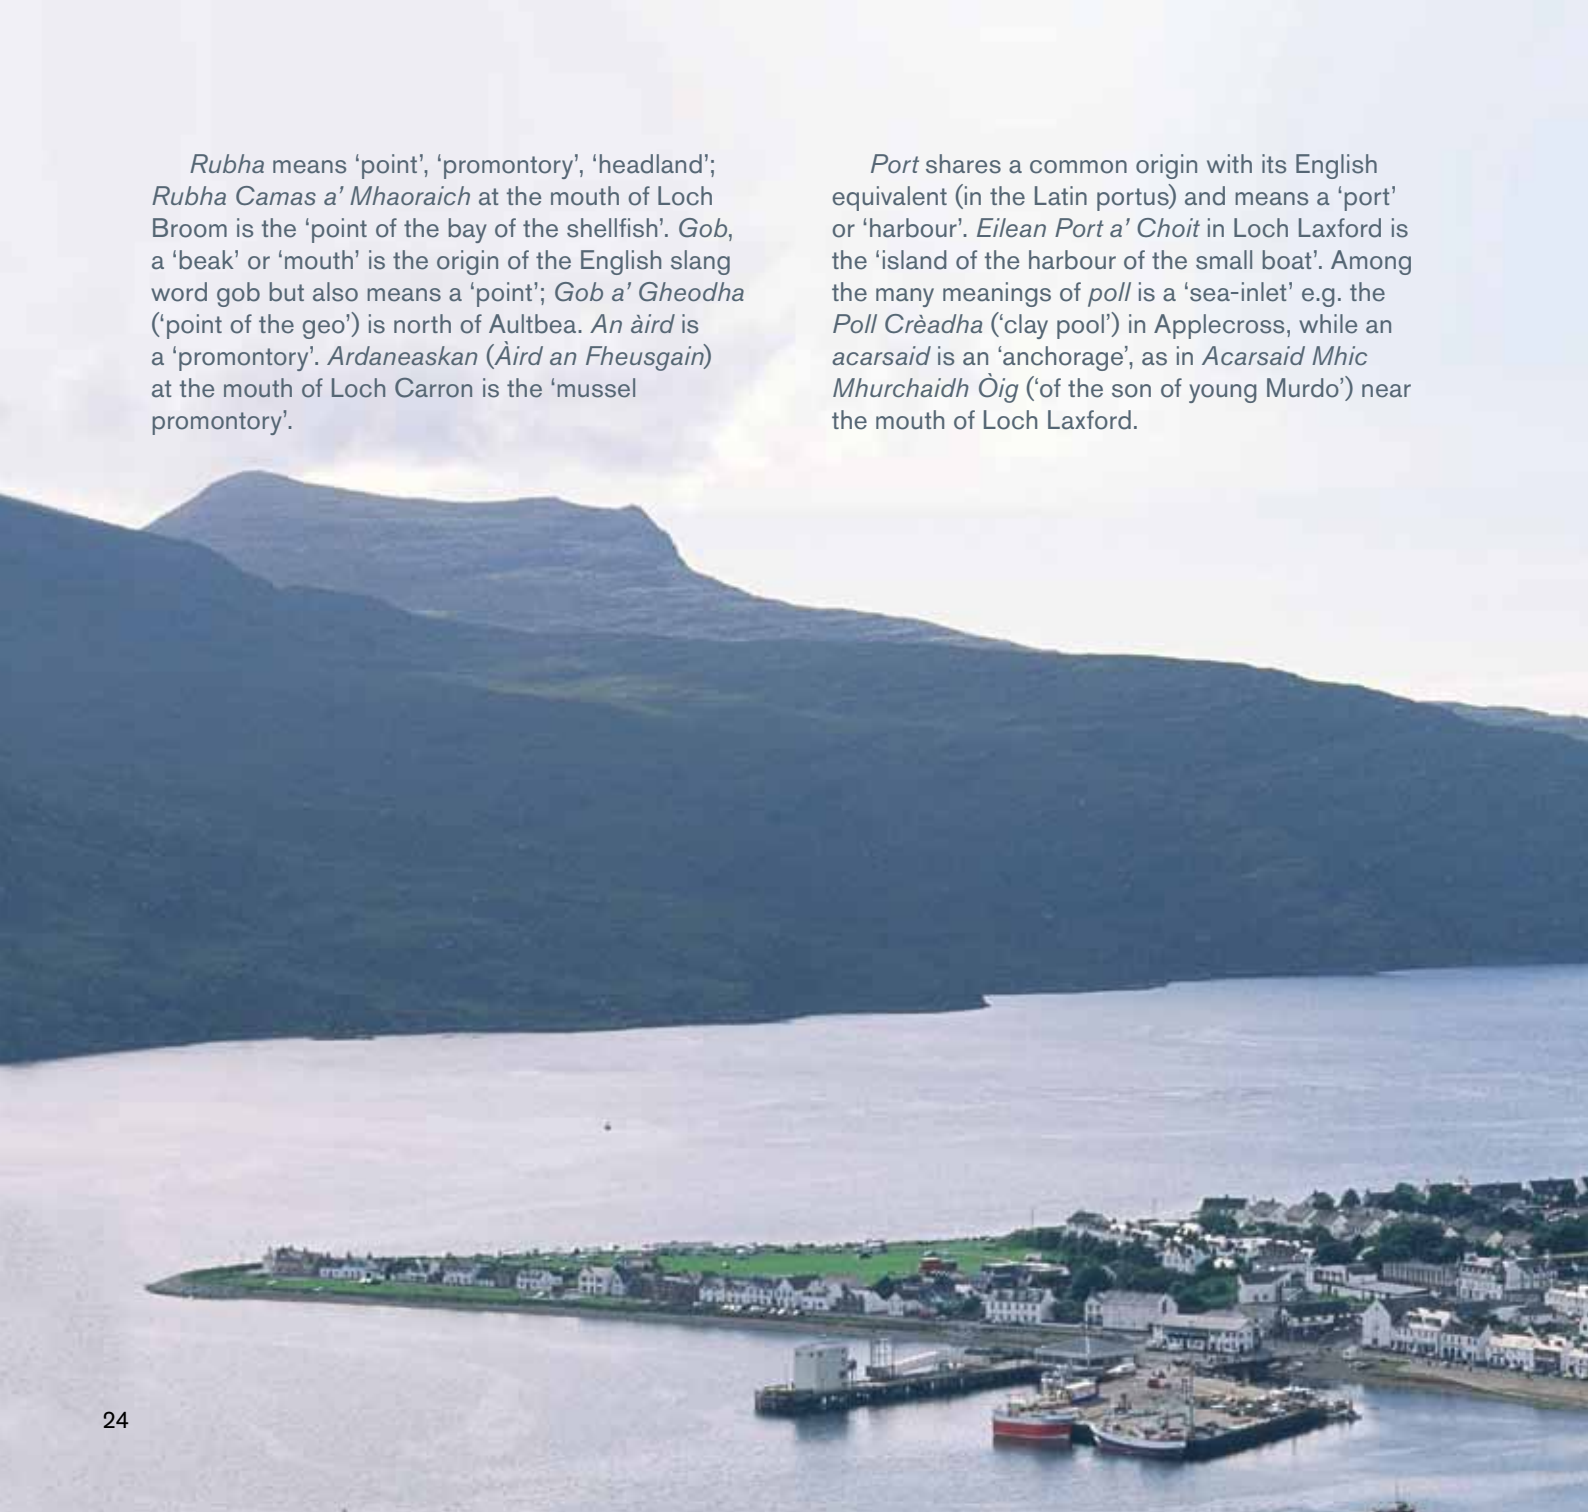 Rubha means ‘point’, ‘promontory’, ‘headland’;
Rubha Camas a’ Mhaoraich at the mouth of Loch
Broom is the ‘point of the bay of the shellfish’. Gob,
a ‘beak’ or ‘mouth’ is the origin of the English slang
word gob but also means a ‘point’; Gob a’ Gheodha
(‘point of the geo’) is north of Aultbea. An àird is
a ‘promontory’. Ardaneaskan (Àird an Fheusgain)
at the mouth of Loch Carron is the ‘mussel
promontory’.
Port shares a common origin with its English
equivalent (in the Latin portus) and means a ‘port’
or ‘harbour’. Eilean Port a’ Choit in Loch Laxford is
the ‘island of the harbour of the small boat’. Among
the many meanings of poll is a ‘sea-inlet’ e.g. the
Poll Crèadha (‘clay pool’) in Applecross, while an
acarsaid is an ‘anchorage’, as in Acarsaid Mhic
Mhurchaidh Òig (‘of the son of young Murdo’) near
the mouth of Loch Laxford.
24